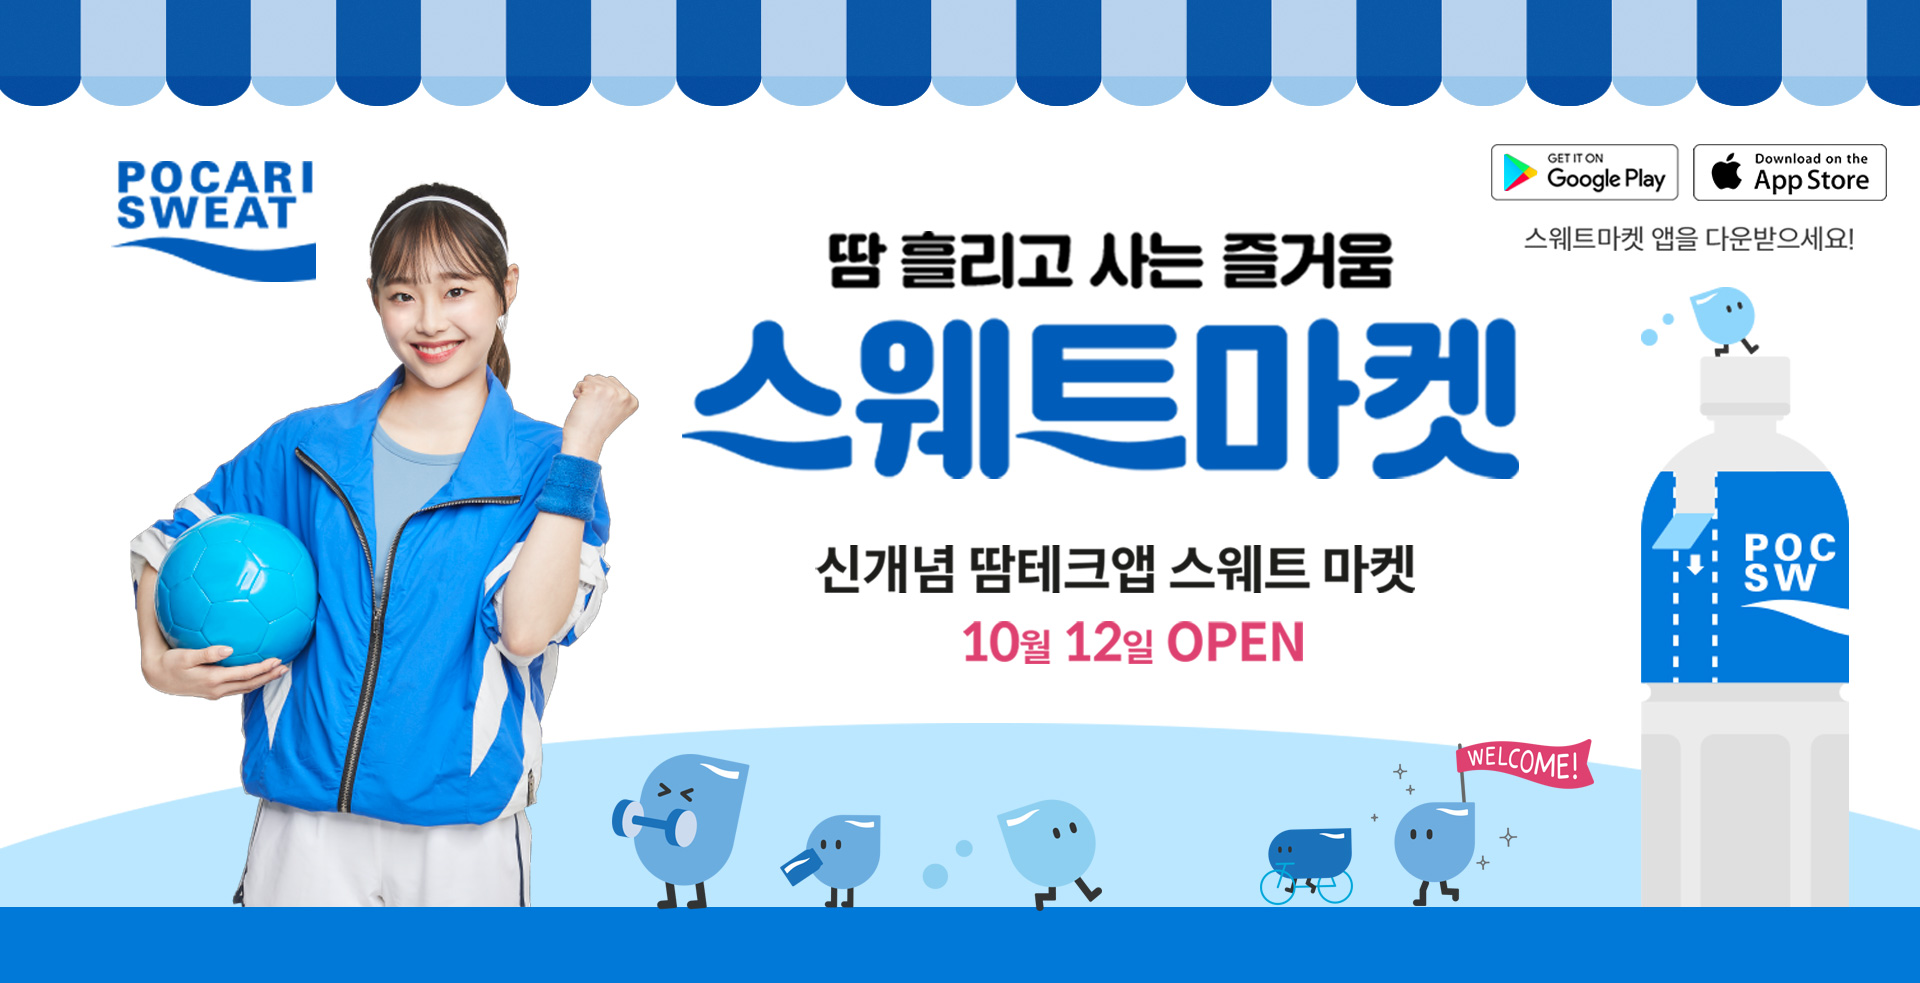 POCARI
SWEAT
GET IT ON
Google Play
Download on the
App Store
스웨트마켓 앱을 다운받으세요!
땀 흘리고 사는 즐거움
스웨트마켓
신개념 땀테크앱 스웨트 마켓
10월 12일 OPEN
POC
SW
WELCOME!